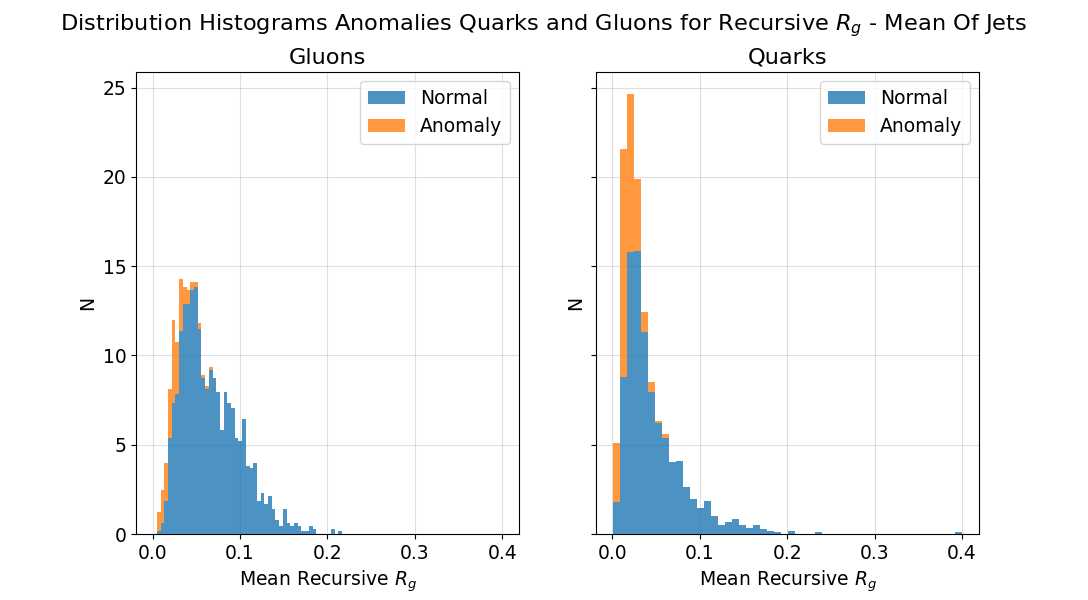 Distribution Histograms Anomalies Quarks and Gluons for Recursive R_g - Mean Of Jets
Gluons
Normal
Anomaly
25
20
15
10
5
0
N
0.0 0.1 0.2 0.3 0.4
Mean Recursive R_g
Quarks
Normal
Anomaly
N
0.0 0.1 0.2 0.3 0.4
Mean Recursive R_g